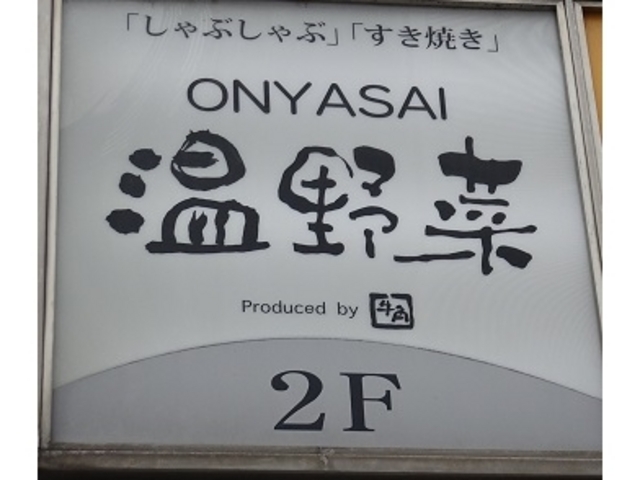 「しゃぶしゃぶ」「すき焼き」
ONYASAI
温野菜
Produced by 牛角
2F